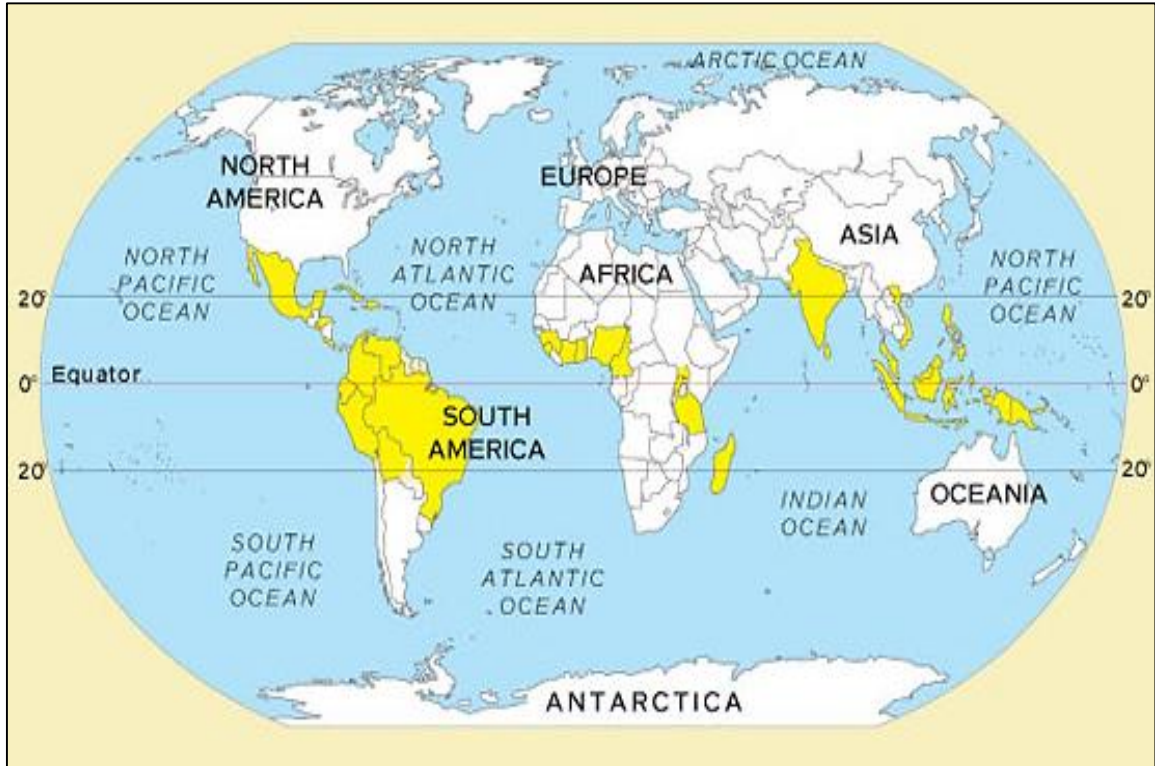 ARCTIC OCEAN
NORTH
AMERICA
EUROPE
ASIA
NORTH
PACIFIC
OCEAN
NORTH
ATLANTIC
OCEAN
AFRICA
NORTH
PACIFIC
OCEAN
20°
20°
Equator
0°
0°
SOUTH
AMERICA
20°
20°
OCEANIA
INDIAN
OCEAN
SOUTH
PACIFIC
OCEAN
SOUTH
ATLANTIC
OCEAN
ANTARCTICA